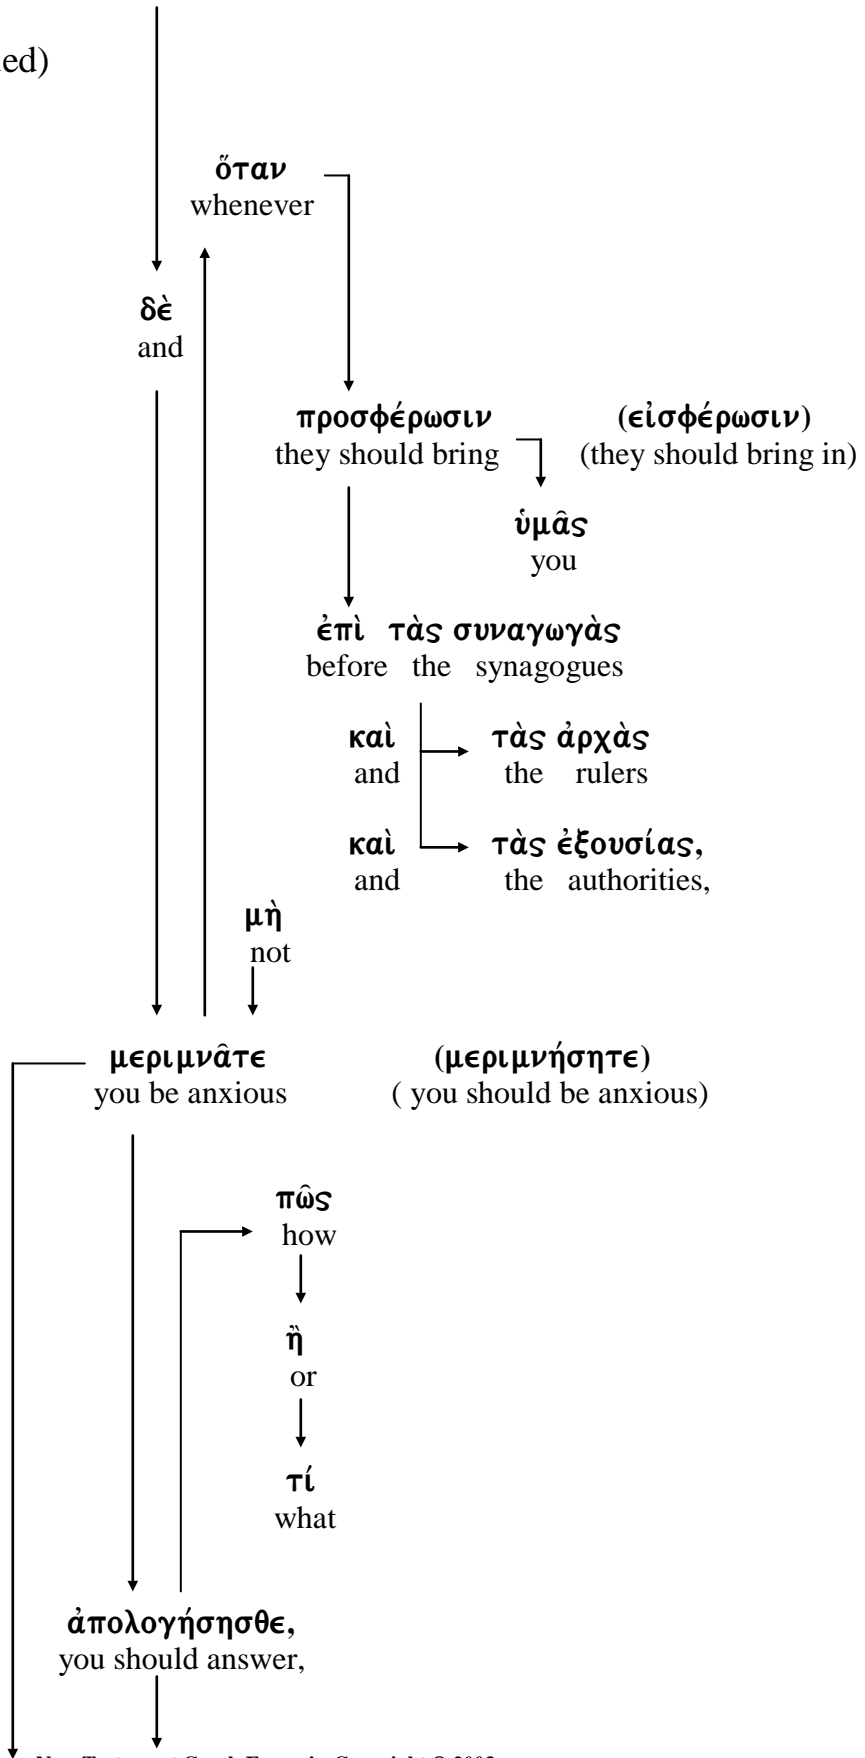 ed)
ὅταν
whenever
δὲ
and
προσφέρωσιν (εἰσφέρωσιν)
they should bring (they should bring in)
ὑμᾶς
you
ἐπὶ τὰς συναγωγὰς
before the synagogues
καὶ τὰς ἀρχὰς
and the rulers
καὶ τὰς ἐξουσίας,
and the authorities,
μὴ
not
μεριμνᾶτε (μεριμνήσητε)
you be anxious ( you should be anxious)
πῶς
how
ἢ
or
τί
what
ἀπολογήσησθε,
you should answer,